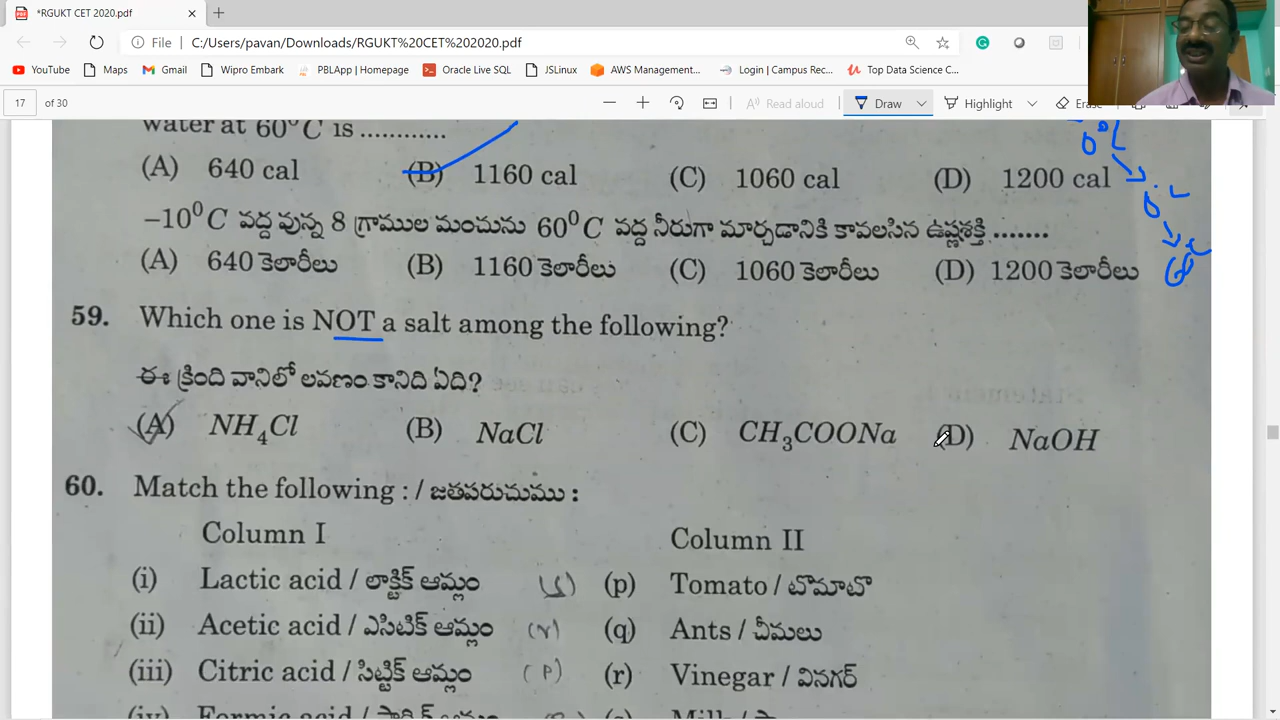 *RGUKT CET 2020.pdf
File C:/Users/pavan/Downloads/RGUKT%20CET%202020.pdf
YouTube Maps Gmail Wipro Embark PBLApp | Homepage Oracle Live SQL JSLinux AWS Management... Login | Campus Rec... Top Data Science C...
17 of 30 Read aloud Draw Highlight Erase
water at 60⁰C is ............
(A) 640 cal (B) 1160 cal (C) 1060 cal (D) 1200 cal
−10⁰C వద్ద వున్న 8 గ్రాముల మంచును 60⁰C వద్ద నీరుగా మార్చడానికి కావలసిన ఉష్ణశక్తి .......
(A) 640 కెలారీలు (B) 1160 కెలారీలు (C) 1060 కెలారీలు (D) 1200 కెలారీలు
59. Which one is NOT a salt among the following?
ఈ క్రింది వానిలో లవణం కానిది ఏది?
(A) NH₄Cl (B) NaCl (C) CH₃COONa (D) NaOH
60. Match the following : / జతపరుచుము :
Column I Column II
(i) Lactic acid / లాక్టిక్ ఆమ్లం (s) (p) Tomato / టొమాటొ
(ii) Acetic acid / ఎసిటిక్ ఆమ్లం (r) (q) Ants / చీమలు
(iii) Citric acid / సిట్రిక్ ఆమ్లం (p) (r) Vinegar / వినగర్